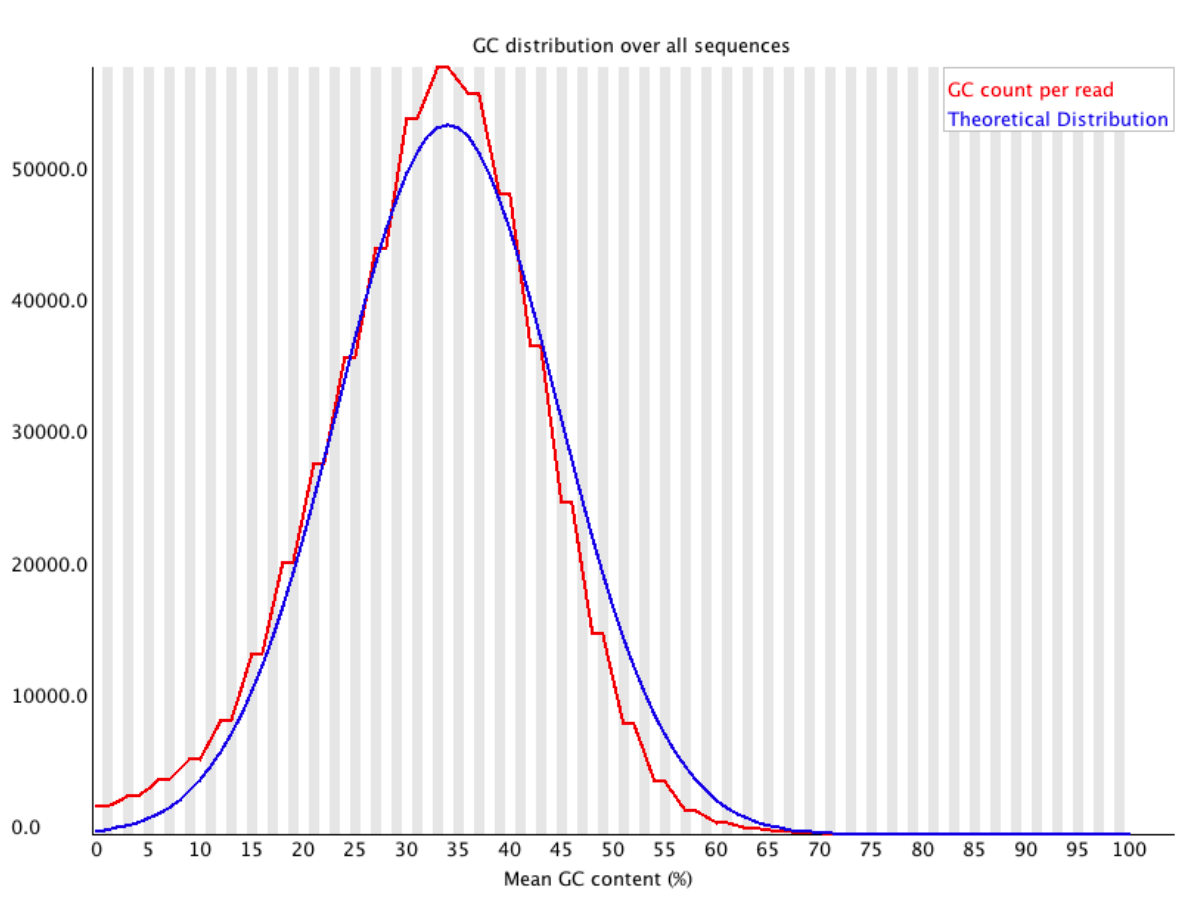 GC distribution over all sequences
GC count per read
Theoretical Distribution
50000.0
40000.0
30000.0
20000.0
10000.0
0.0
0 5 10 15 20 25 30 35 40 45 50 55 60 65 70 75 80 85 90 95 100
Mean GC content (%)